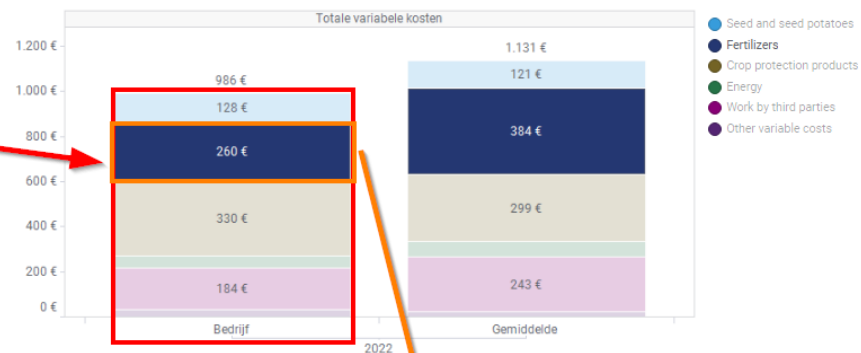 Totale variabele kosten
1.200 €
1.000 €
800 €
600 €
400 €
200 €
0 €
986 €
128 €
260 €
330 €
184 €
1.131 €
121 €
384 €
299 €
243 €
Bedrijf
Gemiddelde
2022
Seed and seed potatoes
Fertilizers
Crop protection products
Energy
Work by third parties
Other variable costs